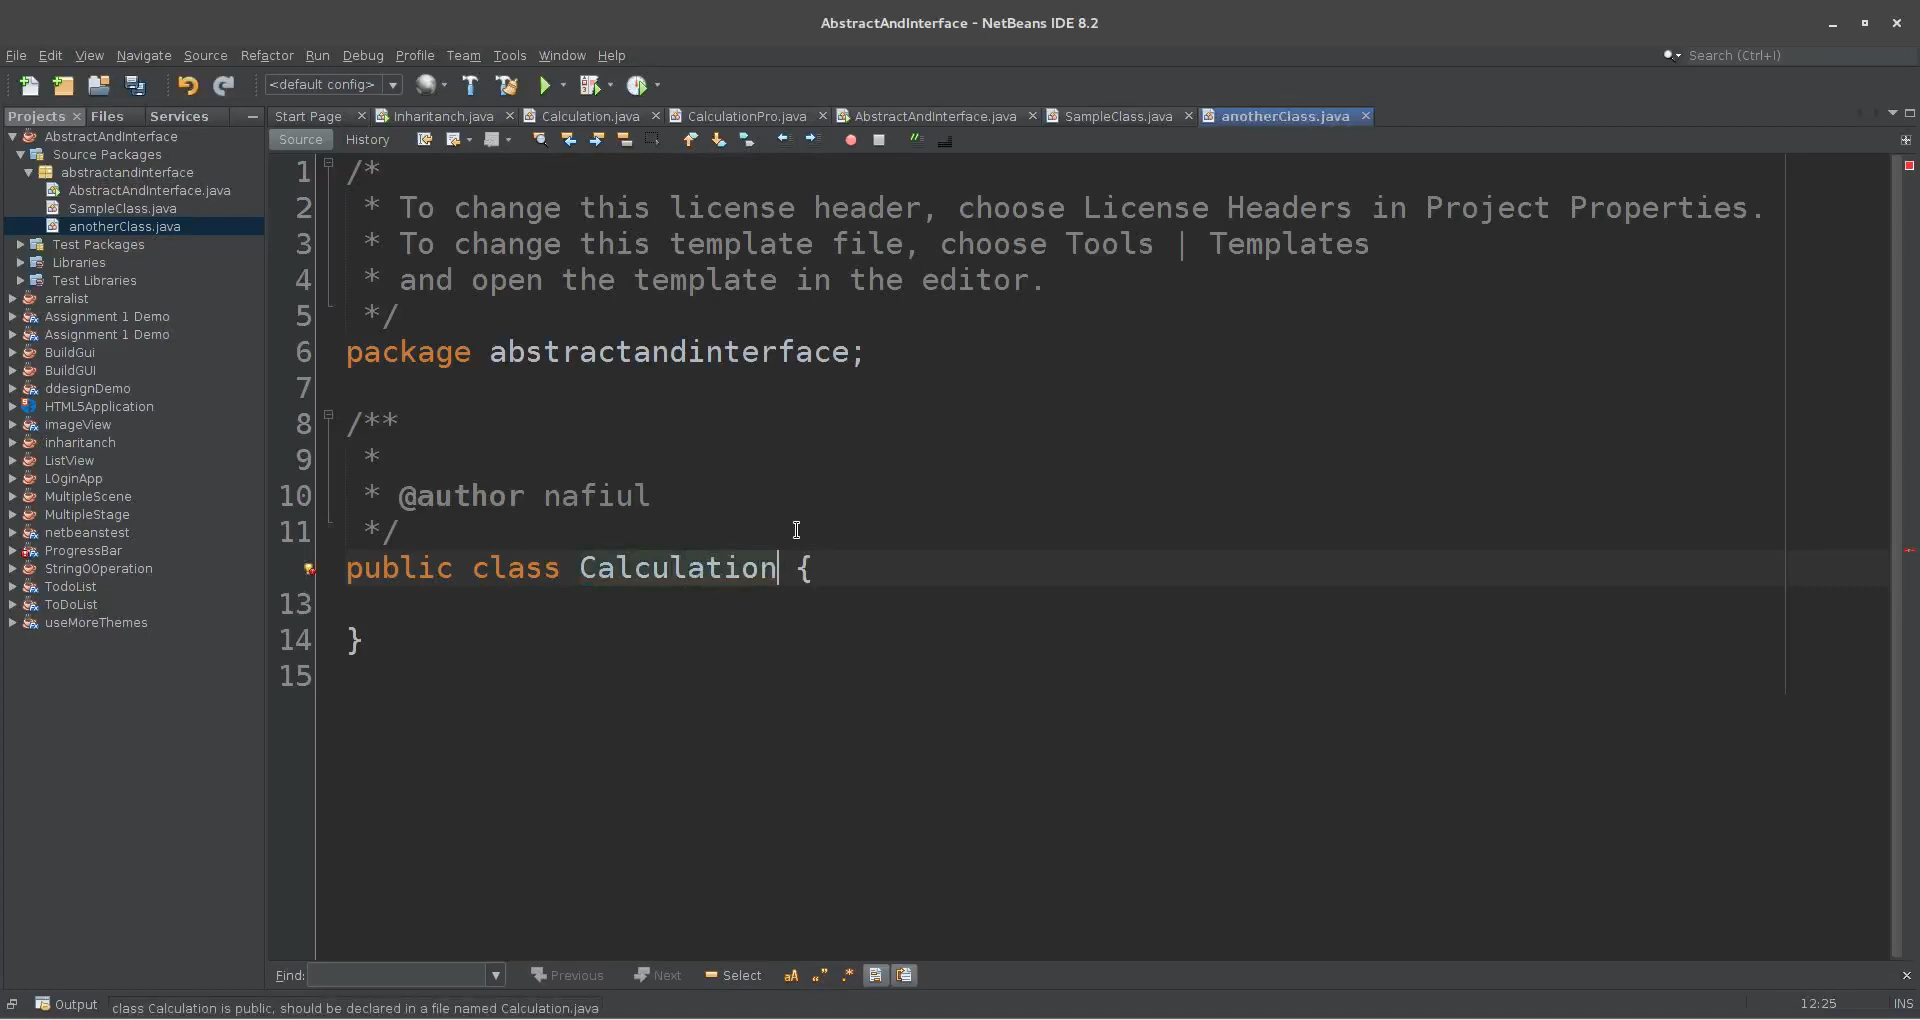 AbstractAndInterface - NetBeans IDE 8.2
File Edit View Navigate Source Refactor Run Debug Profile Team Tools Window Help
Search (Ctrl+I)
<default config>
Projects Files Services
Start Page Inharitanch.java Calculation.java CalculationPro.java AbstractAndInterface.java SampleClass.java anotherClass.java
Source History
AbstractAndInterface
Source Packages
abstractandinterface
AbstractAndInterface.java
SampleClass.java
anotherClass.java
Test Packages
Libraries
Test Libraries
arralist
Assignment 1 Demo
Assignment 1 Demo
BuildGui
BuildGUI
ddesignDemo
HTML5Application
imageView
inharitanch
ListView
LOginApp
MultipleScene
MultipleStage
netbeanstest
ProgressBar
StringOOperation
TodoList
ToDoList
useMoreThemes
1 /*
2 * To change this license header, choose License Headers in Project Properties.
3 * To change this template file, choose Tools | Templates
4 * and open the template in the editor.
5 */
6 package abstractandinterface;
7
8 /**
9 *
10 * @author nafiul
11 */
public class Calculation {
13
14 }
15
Find: Previous Next Select aA “” .*
Output class Calculation is public, should be declared in a file named Calculation.java 12:25 INS